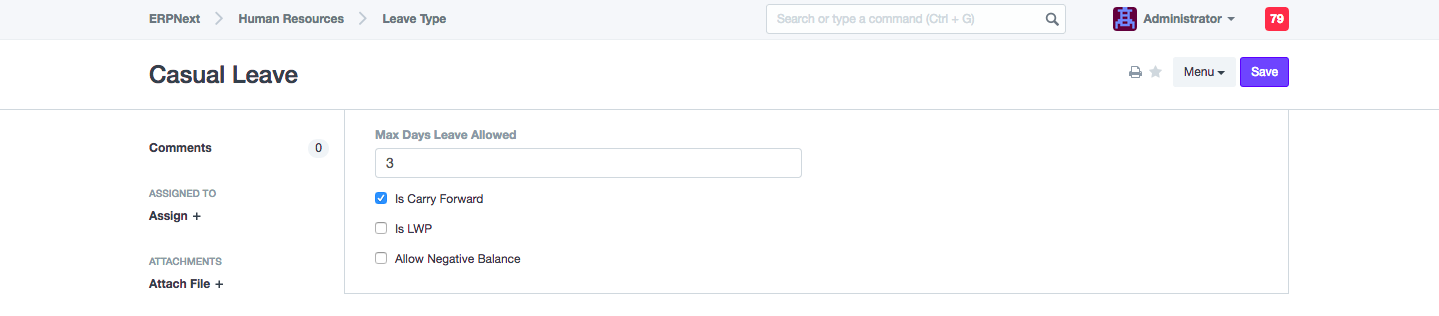 ERPNext Human Resources Leave Type Search or type a command (Ctrl + G) Administrator 79
Casual Leave Menu Save
Comments 0
ASSIGNED TO
Assign +
ATTACHMENTS
Attach File +
Max Days Leave Allowed
3
Is Carry Forward
Is LWP
Allow Negative Balance